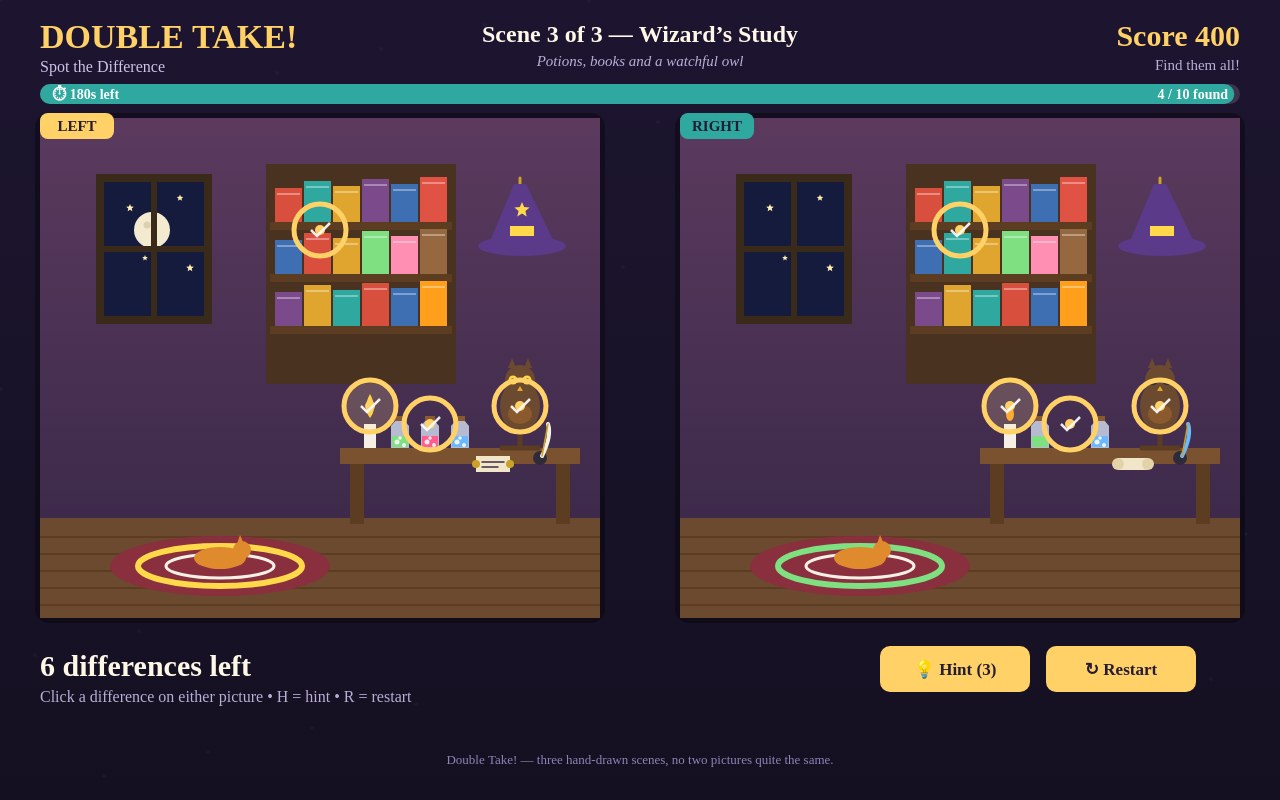 DOUBLE TAKE!
Spot the Difference
Scene 3 of 3 — Wizard's Study
Potions, books and a watchful owl
Score 400
Find them all!
⏱ 180s left
4 / 10 found
LEFT
RIGHT
6 differences left
Click a difference on either picture • H = hint • R = restart
💡 Hint (3)
↻ Restart
Double Take! — three hand-drawn scenes, no two pictures quite the same.